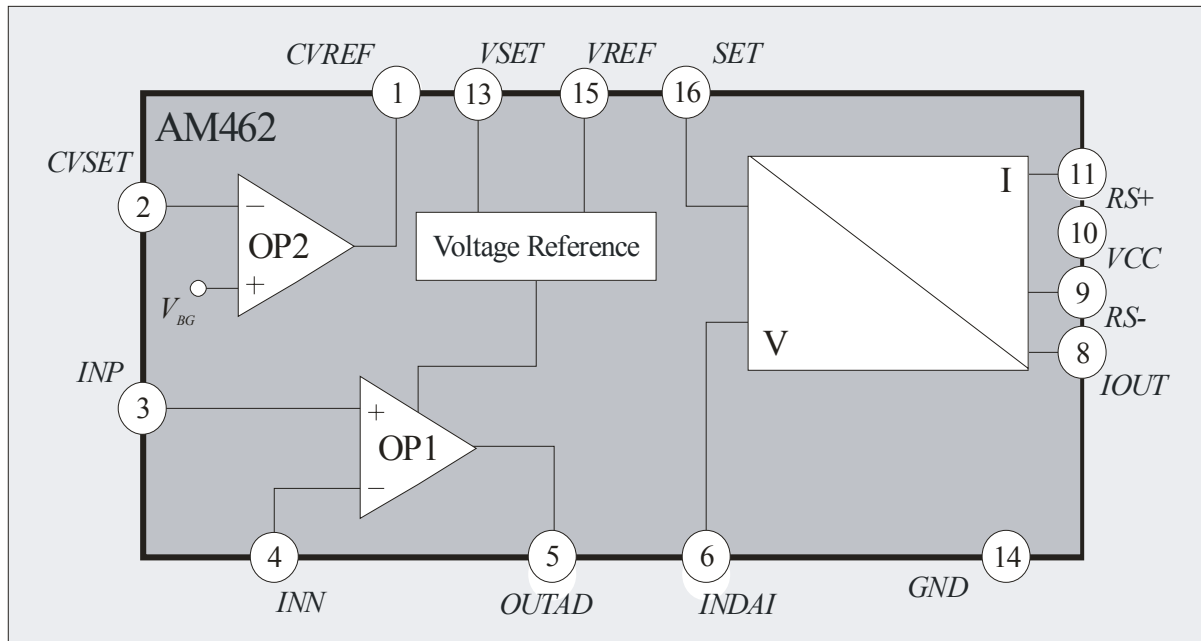 CVREF
VSET
VREF
SET
1
13
15
16
AM462
CVSET
2
−
OP2
+
V_BG
Voltage Reference
I
11
RS+
10
VCC
9
RS-
V
8
IOUT
INP
3
+
OP1
−
4
INN
5
OUTAD
6
INDAI
14
GND